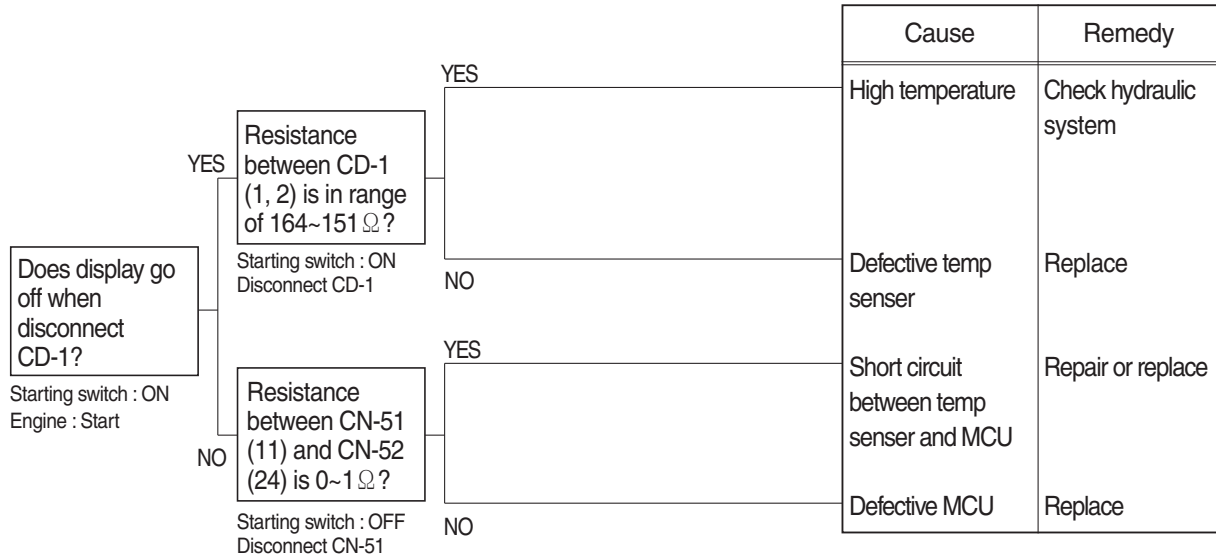 Does display go
off when
disconnect
CD-1?
Starting switch : ON
Engine : Start
YES
Resistance
between CD-1
(1, 2) is in range
of 164~151Ω?
Starting switch : ON
Disconnect CD-1
NO
Resistance
between CN-51
(11) and CN-52
(24) is 0~1Ω?
Starting switch : OFF
Disconnect CN-51
YES
NO
YES
NO
Cause Remedy
High temperature Check hydraulic
system
Defective temp Replace
senser
Short circuit Repair or replace
between temp
senser and MCU
Defective MCU Replace